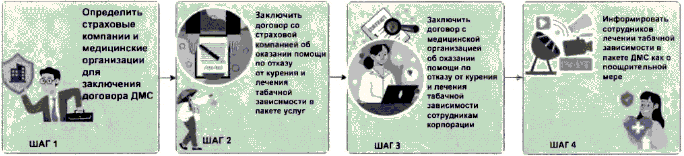 Определить
страховые
компании и
медицинские
организации
для
заключения
договора ДМС
ШАГ 1
Заключить
договор со
страховой
компанией об
оказании помощи
по отказу
от курения и
лечения
табачной
зависимости в
пакете услуг
ШАГ 2
Заключить
договор с
медицинской
организацией
об оказании
помощи по
отказу от курения
и лечения
табачной
зависимости
сотрудникам
корпорации
ШАГ 3
Информировать
сотрудников
лечении табачной
зависимости в
пакете ДМС как о
поощрительной
мере
ШАГ 4